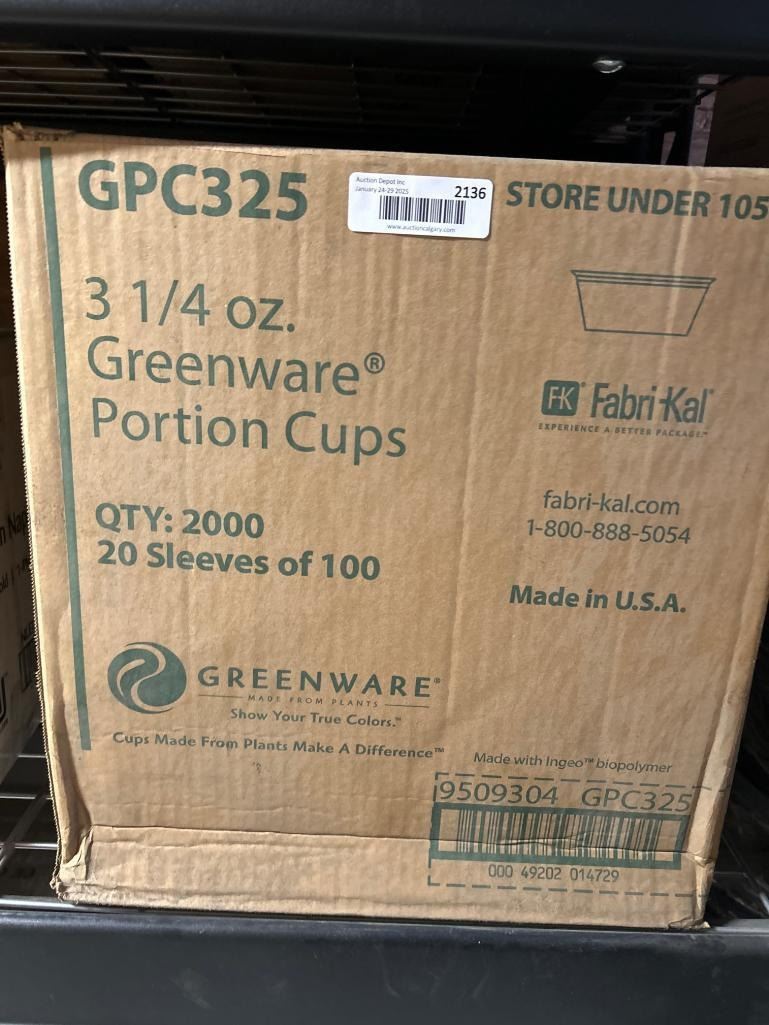 GPC325
Auction Depot Inc
January 24-29 2025
2136
www.auctioncalgary.com
STORE UNDER 105
3 1/4 oz.
Greenware®
Portion Cups
FK® Fabri-Kal®
EXPERIENCE A BETTER PACKAGE.™
fabri-kal.com
1-800-888-5054
QTY: 2000
20 Sleeves of 100
Made in U.S.A.
GREENWARE®
MADE FROM PLANTS
Show Your True Colors.™
Cups Made From Plants Make A Difference™
Made with Ingeo™ biopolymer
9509304 GPC325
000 49202 014729